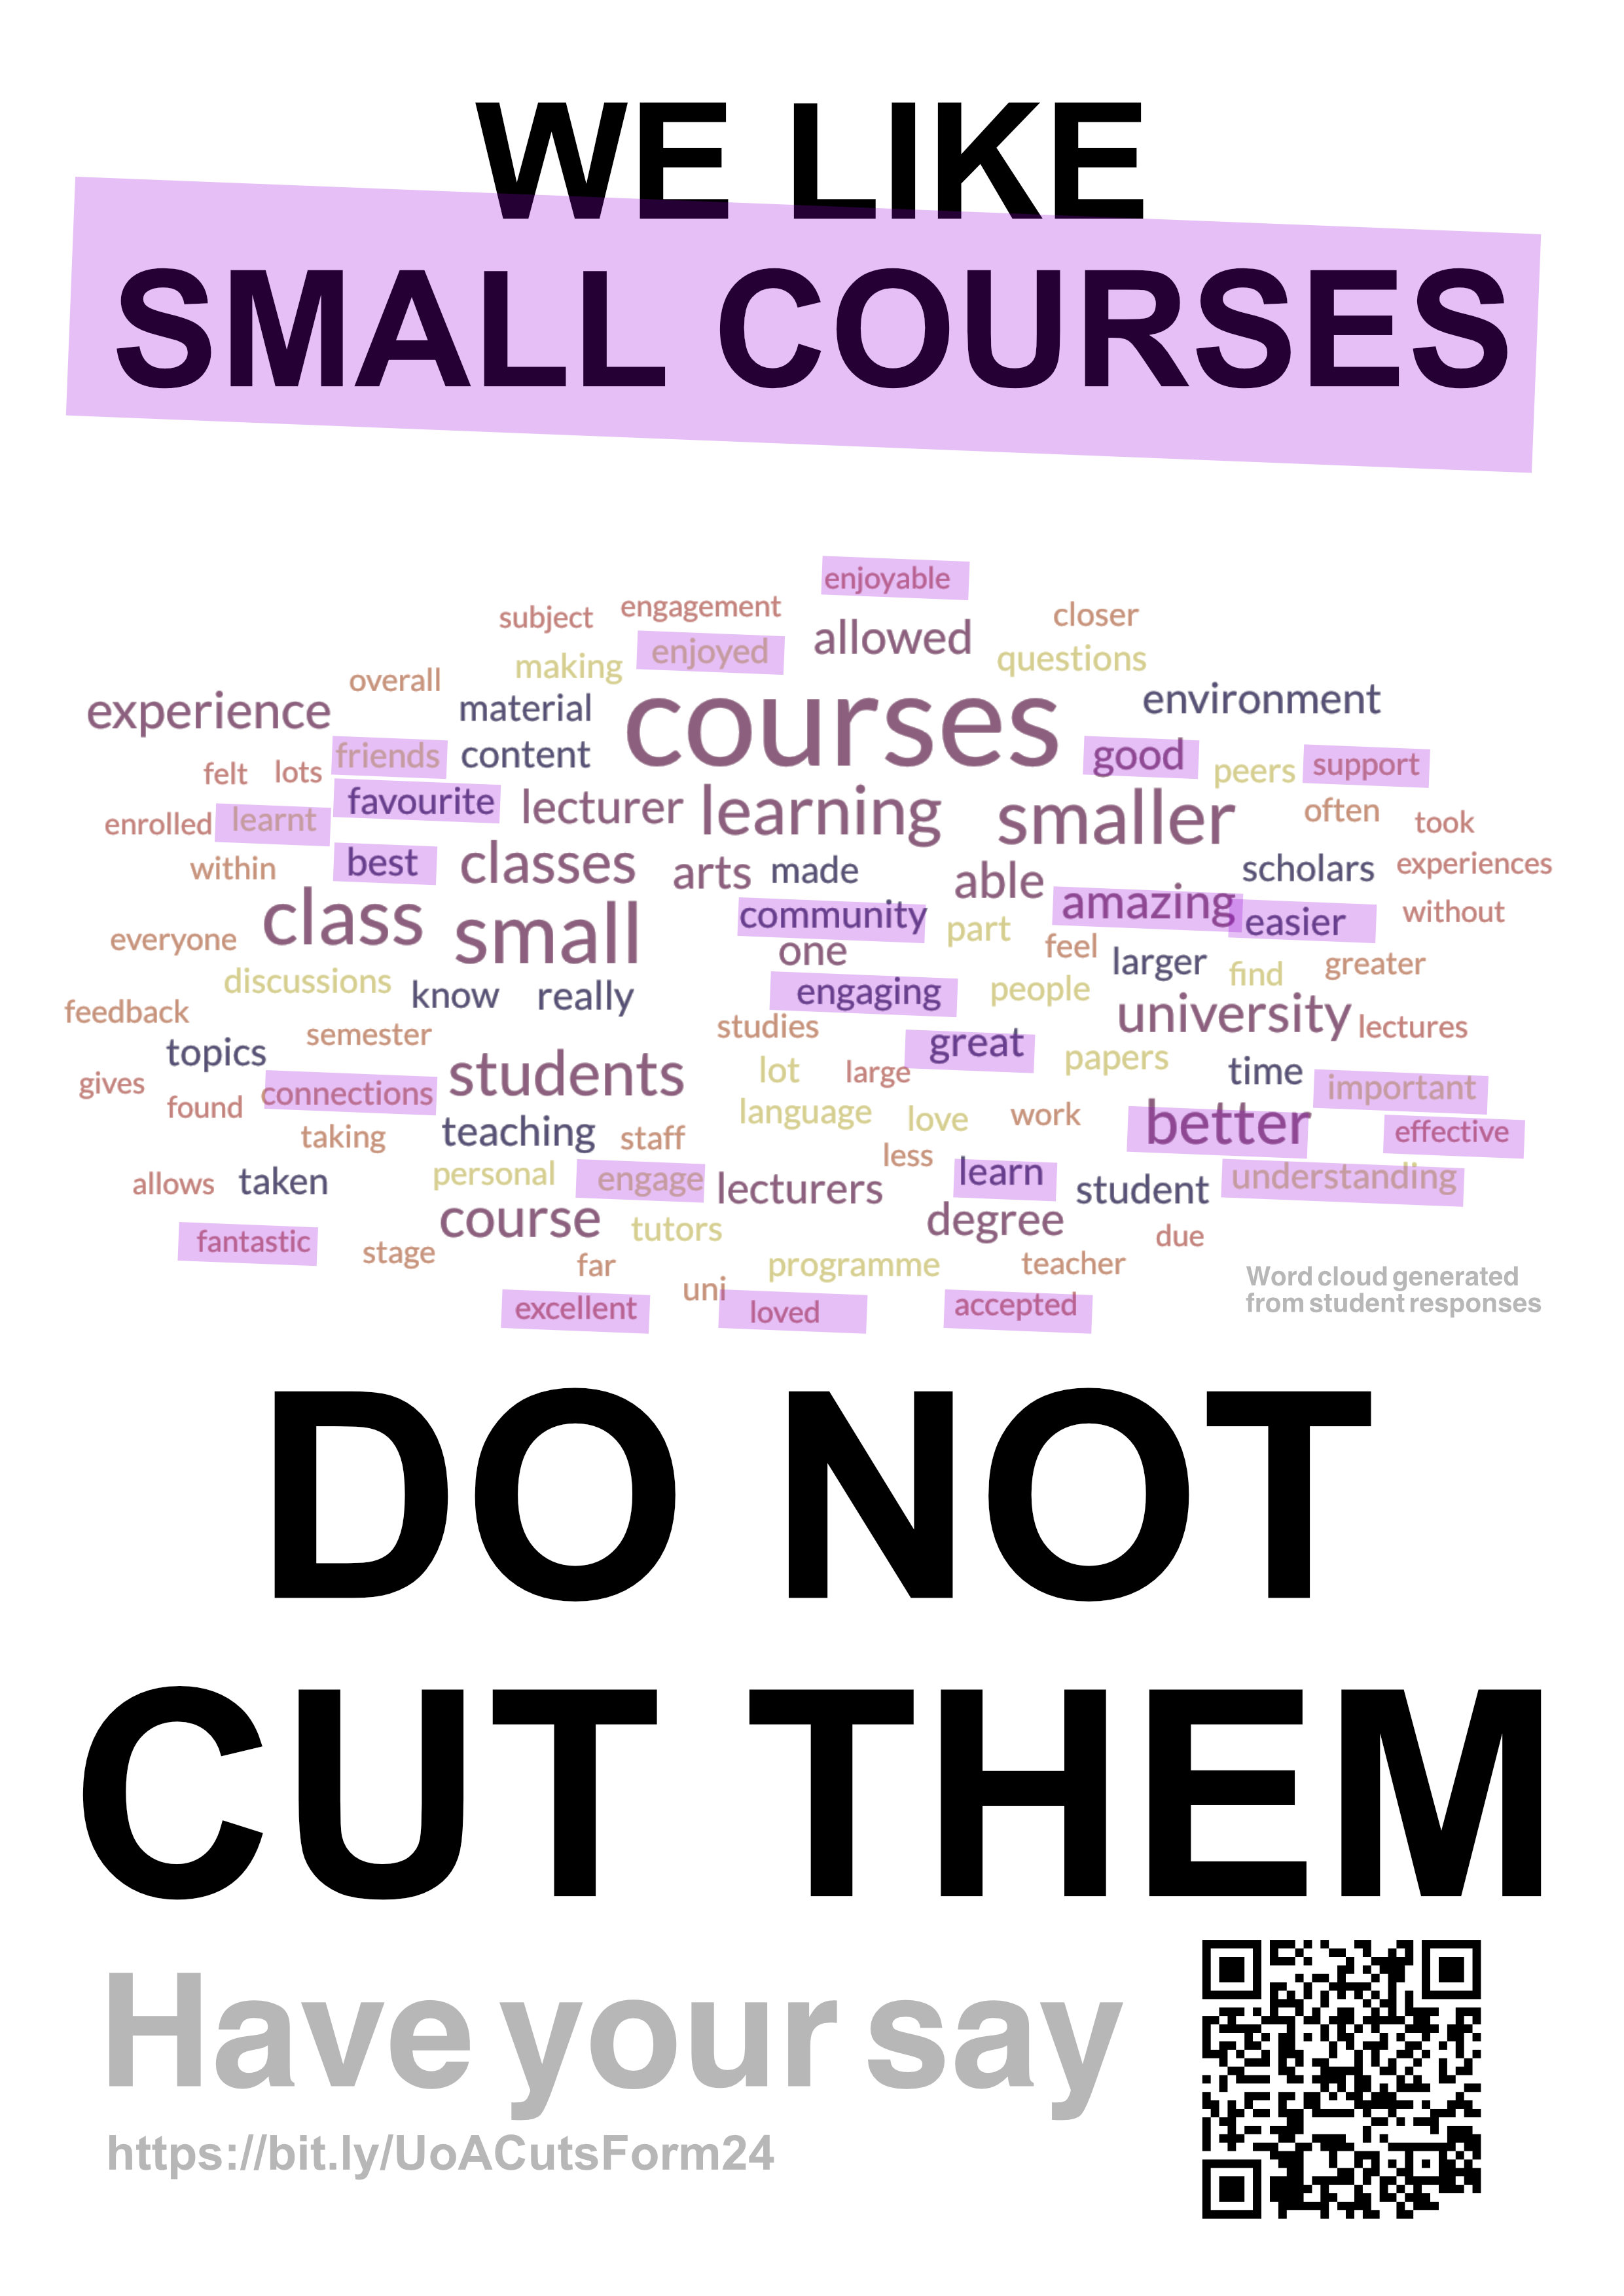 WE LIKE
SMALL COURSES
enjoyable
subject engagement closer
making enjoyed allowed questions
overall
experience material courses environment
friends content good peers support
felt lots
favourite lecturer learning smaller often
enrolled learnt took
within best classes arts made able scholars experiences
class small community part amazing easier without
everyone one feel larger find greater
discussions know really engaging people
feedback studies university lectures
topics semester great papers
gives connections students lot large time important
found language love work better effective
taking teaching staff
less
allows taken personal engage lecturers learn student understanding
course tutors degree due
fantastic stage far programme teacher
uni
excellent loved accepted
Word cloud generated
from student responses
DO NOT
CUT THEM
Have your say
https://bit.ly/UoACutsForm24